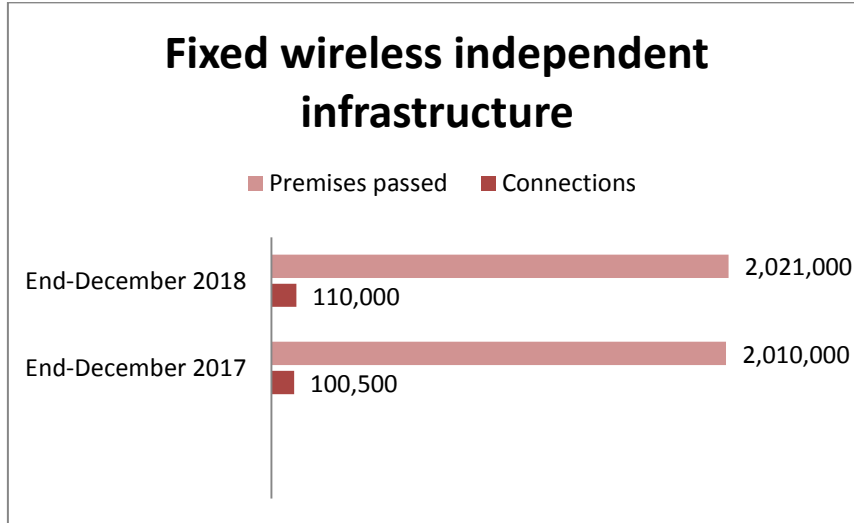 Fixed wireless independent
infrastructure
Premises passed Connections
End-December 2018
2,021,000
110,000
End-December 2017
2,010,000
100,500